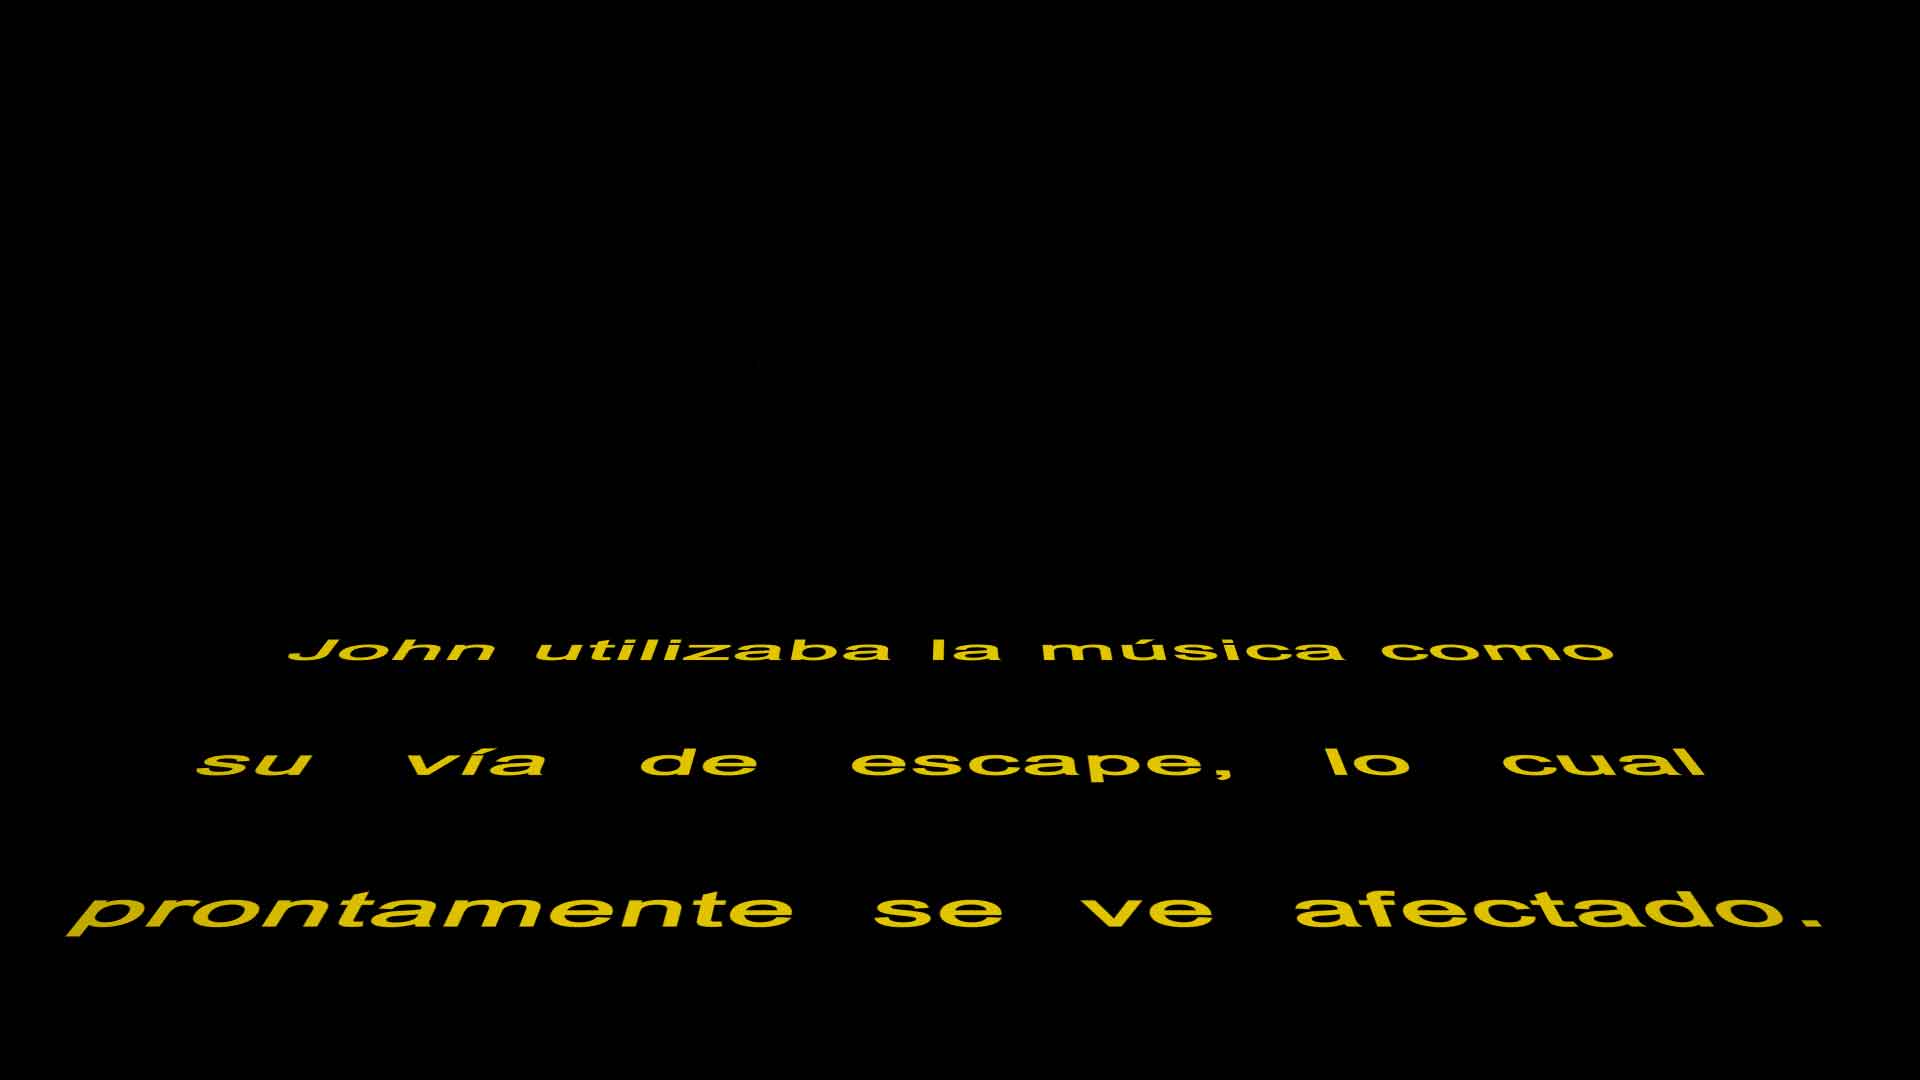 John utilizaba la música como
su vía de escape, lo cual
prontamente se ve afectado.